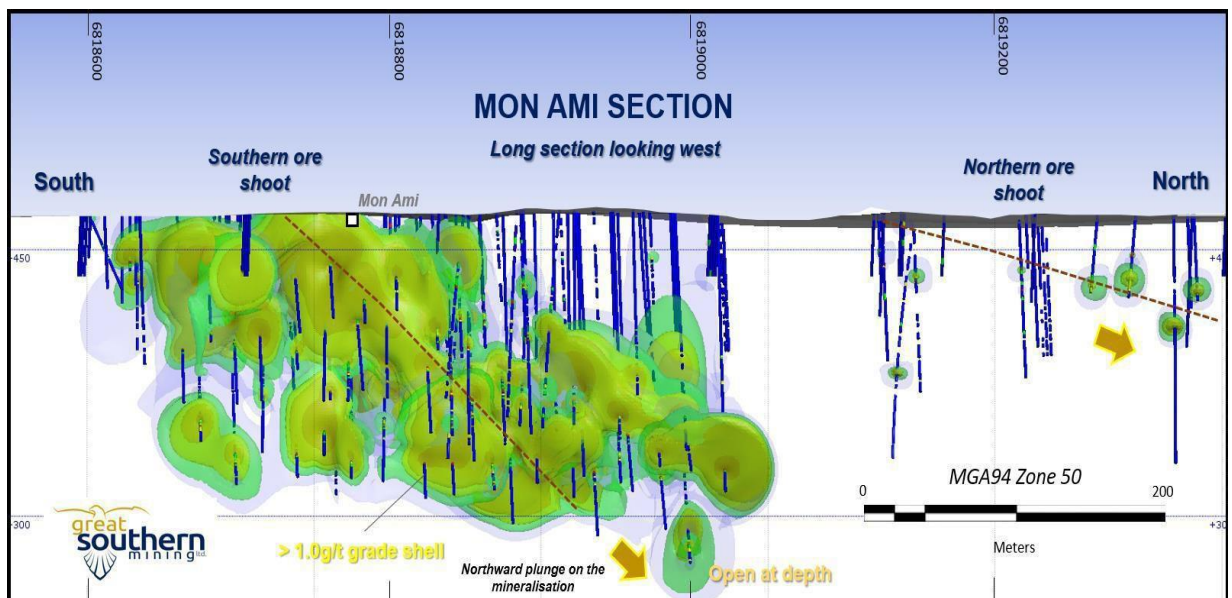 6818600
6818800
6819000
6819200
MON AMI SECTION
Long section looking west
Southern ore
shoot
Northern ore
shoot
South
North
Mon Ami
+450
MGA94 Zone 50
0
200
Meters
+300
great
southern
mining ltd.
> 1.0g/t grade shell
Northward plunge on the
mineralisation
Open at depth